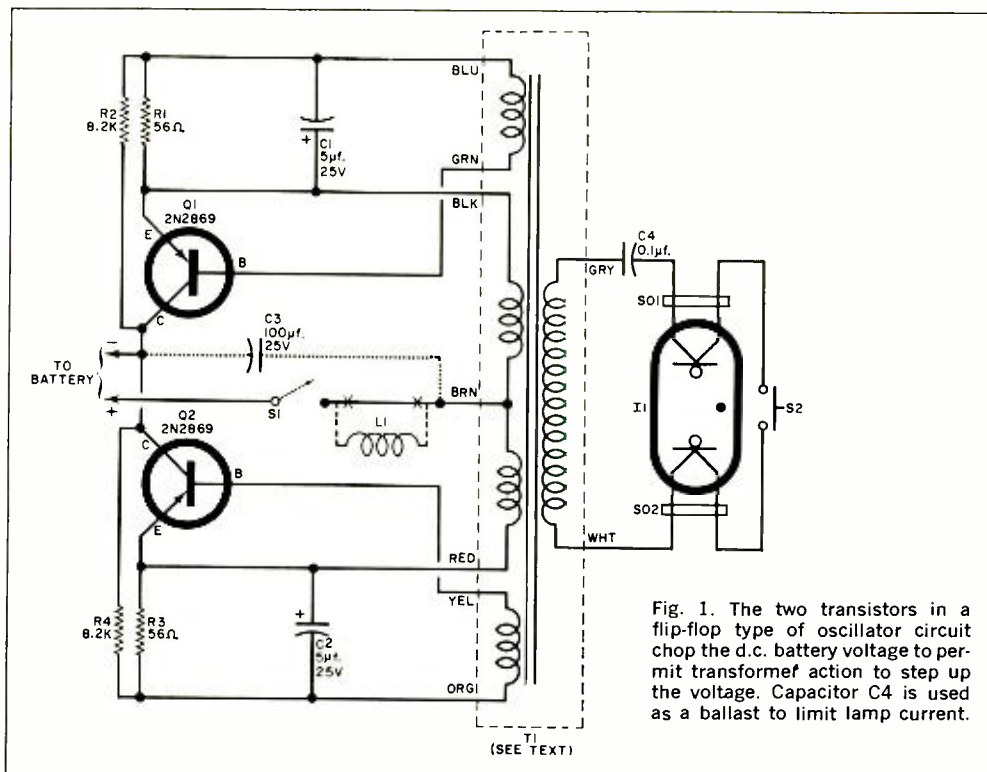 BLU
R2
8.2K
R1
56Ω
C1
5µf.
25V
+
GRN
BLK
Q1
2N2869
E
B
C
C4
0.1µf.
GRY
SO1
C3
100µf.
25V
−
TO
BATTERY
+
S1
BRN
L1
I1
S2
Q2
2N2869
C
B
E
SO2
WHT
RED
YEL
R4
8.2K
R3
56Ω
+
C2
5µf.
25V
ORG
T1
(SEE TEXT)
Fig. 1. The two transistors in a
flip-flop type of oscillator circuit
chop the d.c. battery voltage to per-
mit transformer action to step up
the voltage. Capacitor C4 is used
as a ballast to limit lamp current.